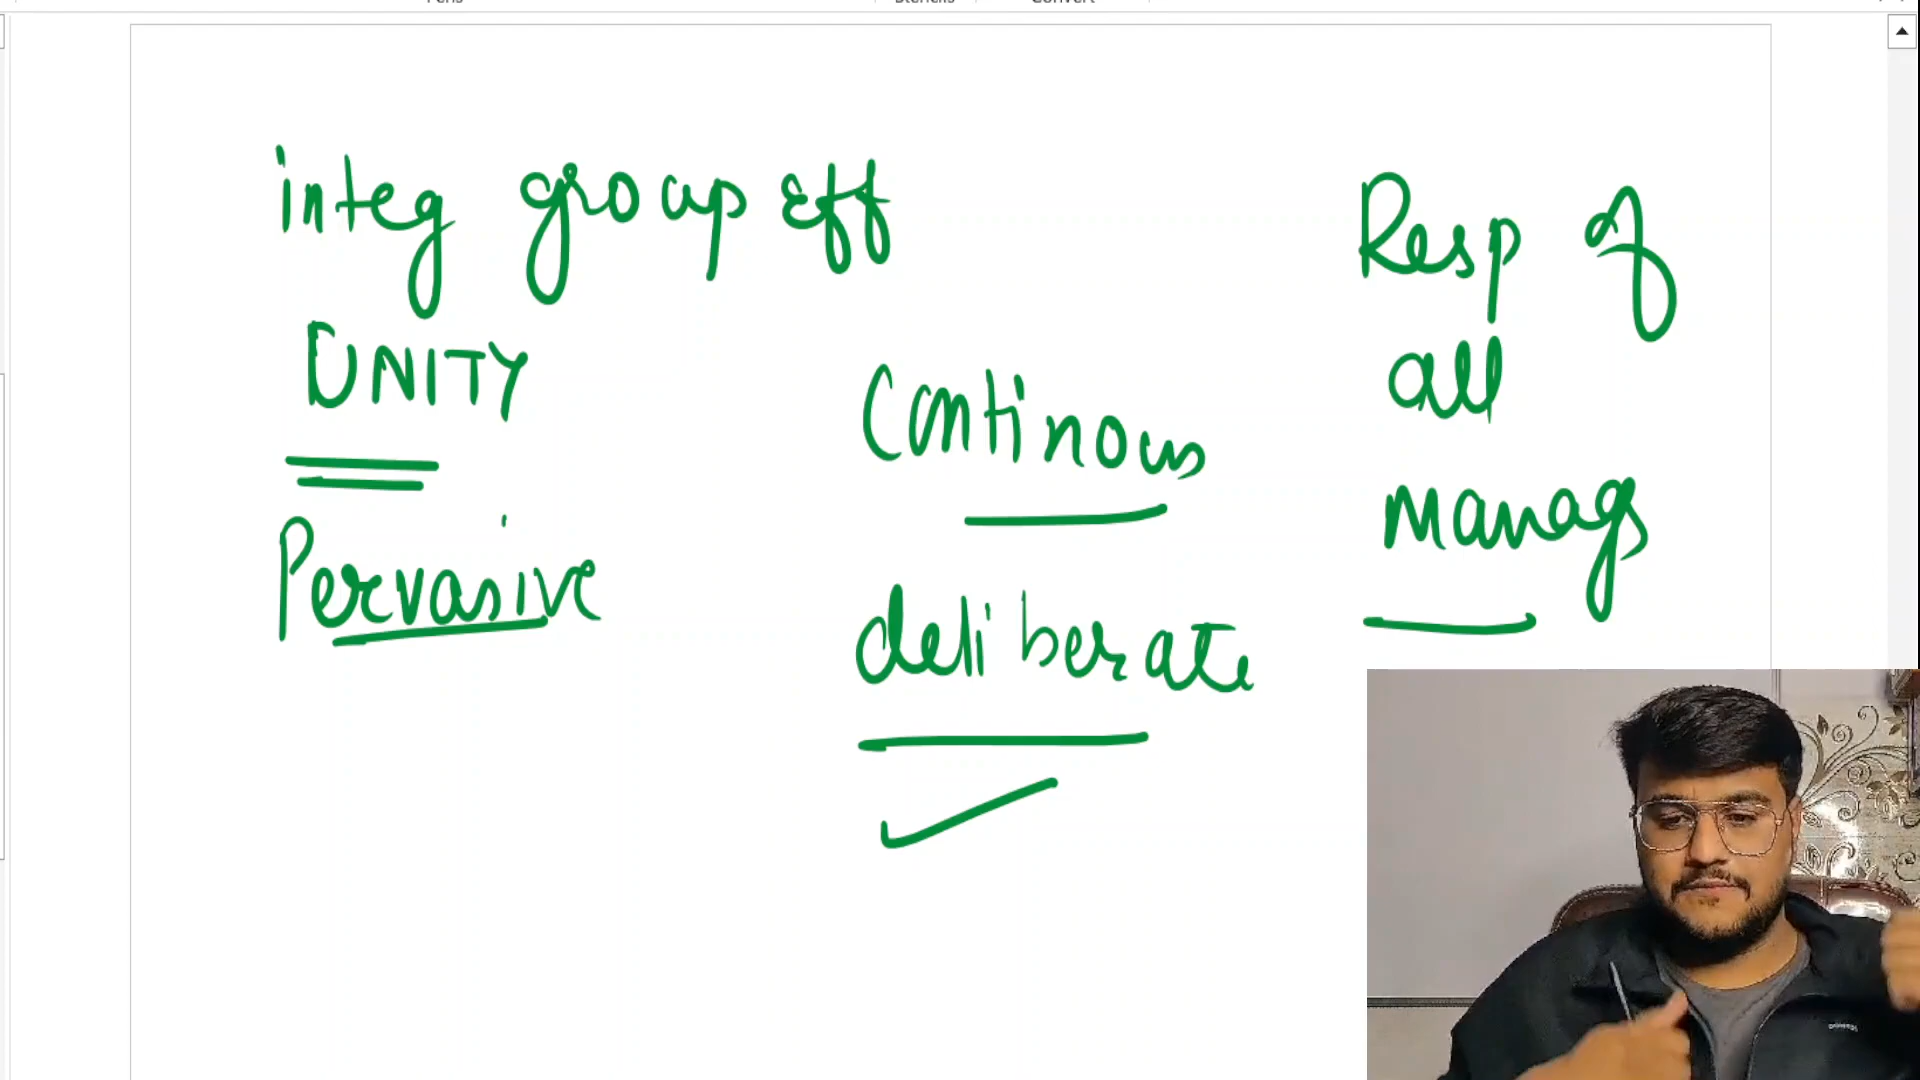 integ group eff
UNITY
Pervasive
Continous
deliberate
Resp of
all
manags